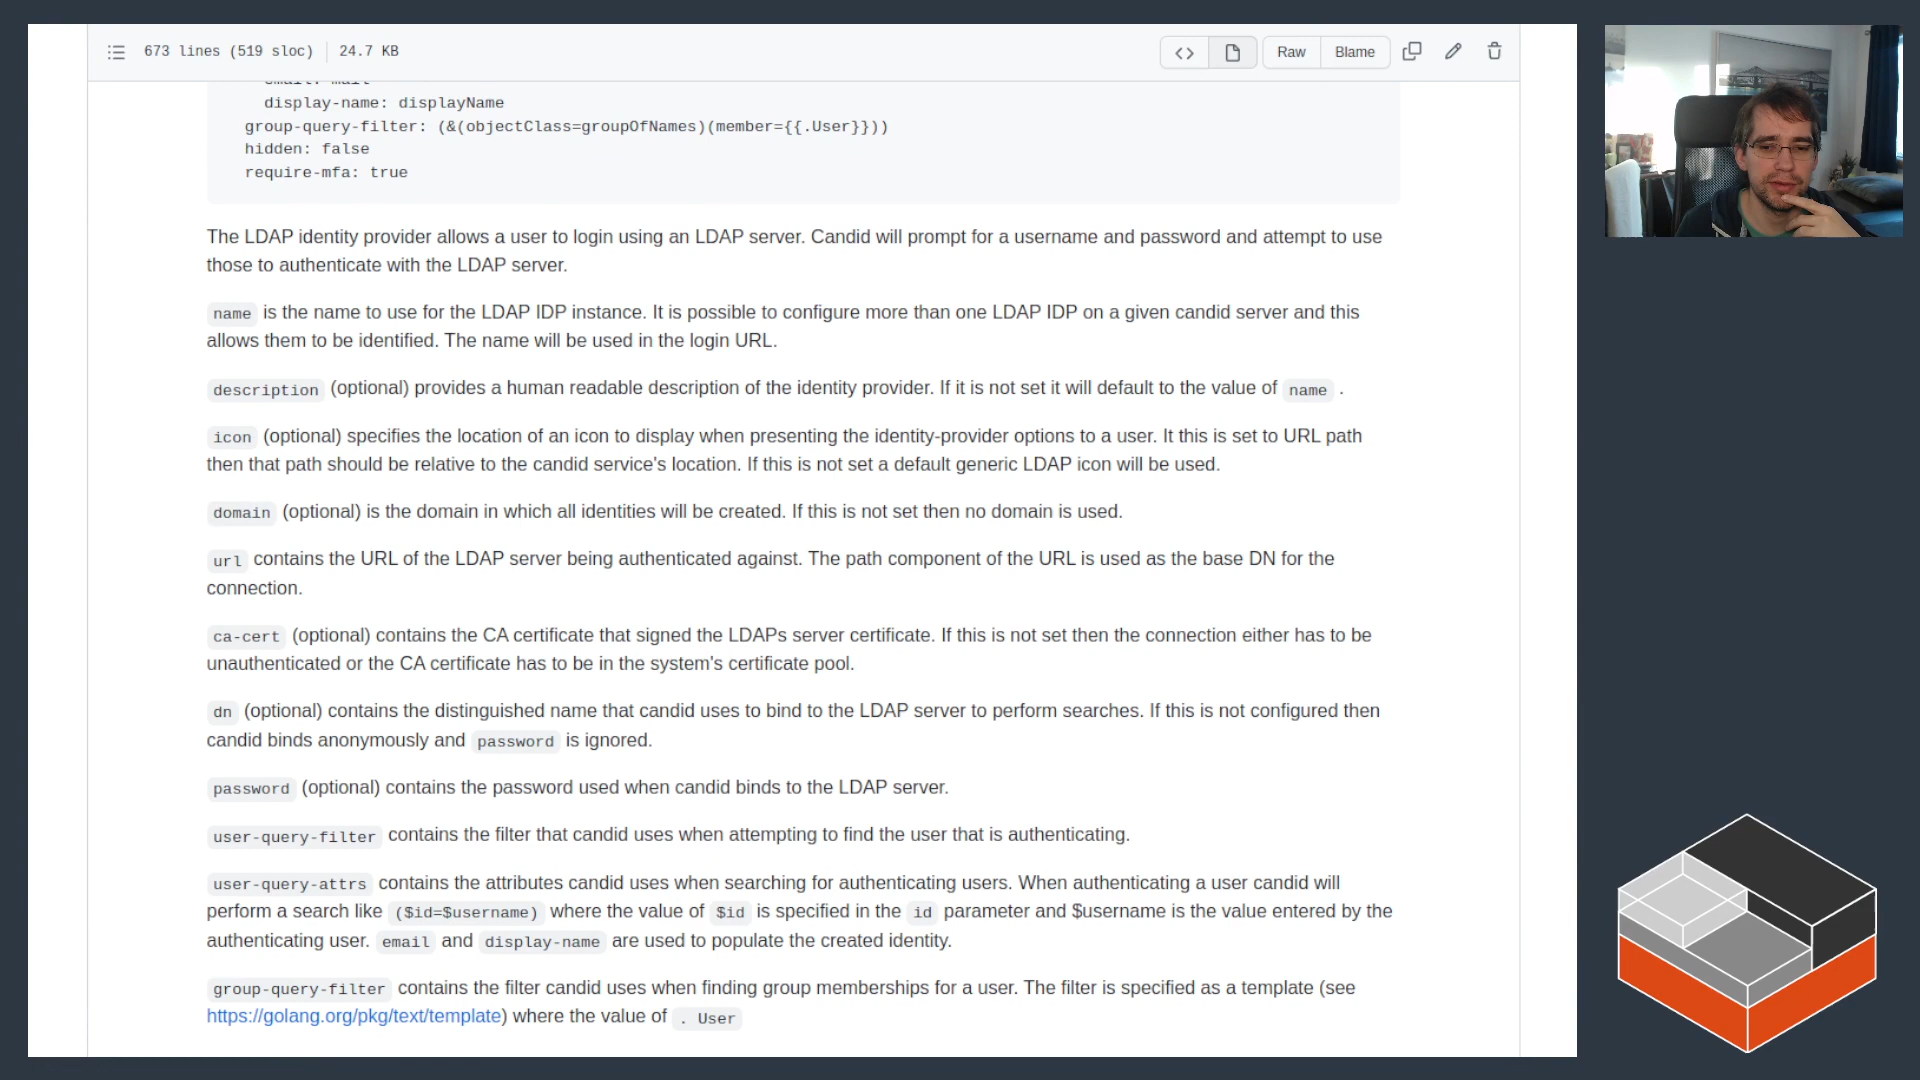 673 lines (519 sloc) 24.7 KB
Raw Blame
email: mail
display-name: displayName
group-query-filter: (&(objectClass=groupOfNames)(member={{.User}}))
hidden: false
require-mfa: true
The LDAP identity provider allows a user to login using an LDAP server. Candid will prompt for a username and password and attempt to use
those to authenticate with the LDAP server.
name is the name to use for the LDAP IDP instance. It is possible to configure more than one LDAP IDP on a given candid server and this
allows them to be identified. The name will be used in the login URL.
description (optional) provides a human readable description of the identity provider. If it is not set it will default to the value of name .
icon (optional) specifies the location of an icon to display when presenting the identity-provider options to a user. It this is set to URL path
then that path should be relative to the candid service's location. If this is not set a default generic LDAP icon will be used.
domain (optional) is the domain in which all identities will be created. If this is not set then no domain is used.
url contains the URL of the LDAP server being authenticated against. The path component of the URL is used as the base DN for the
connection.
ca-cert (optional) contains the CA certificate that signed the LDAPs server certificate. If this is not set then the connection either has to be
unauthenticated or the CA certificate has to be in the system's certificate pool.
dn (optional) contains the distinguished name that candid uses to bind to the LDAP server to perform searches. If this is not configured then
candid binds anonymously and password is ignored.
password (optional) contains the password used when candid binds to the LDAP server.
user-query-filter contains the filter that candid uses when attempting to find the user that is authenticating.
user-query-attrs contains the attributes candid uses when searching for authenticating users. When authenticating a user candid will
perform a search like ($id=$username) where the value of $id is specified in the id parameter and $username is the value entered by the
authenticating user. email and display-name are used to populate the created identity.
group-query-filter contains the filter candid uses when finding group memberships for a user. The filter is specified as a template (see
https://golang.org/pkg/text/template) where the value of . User